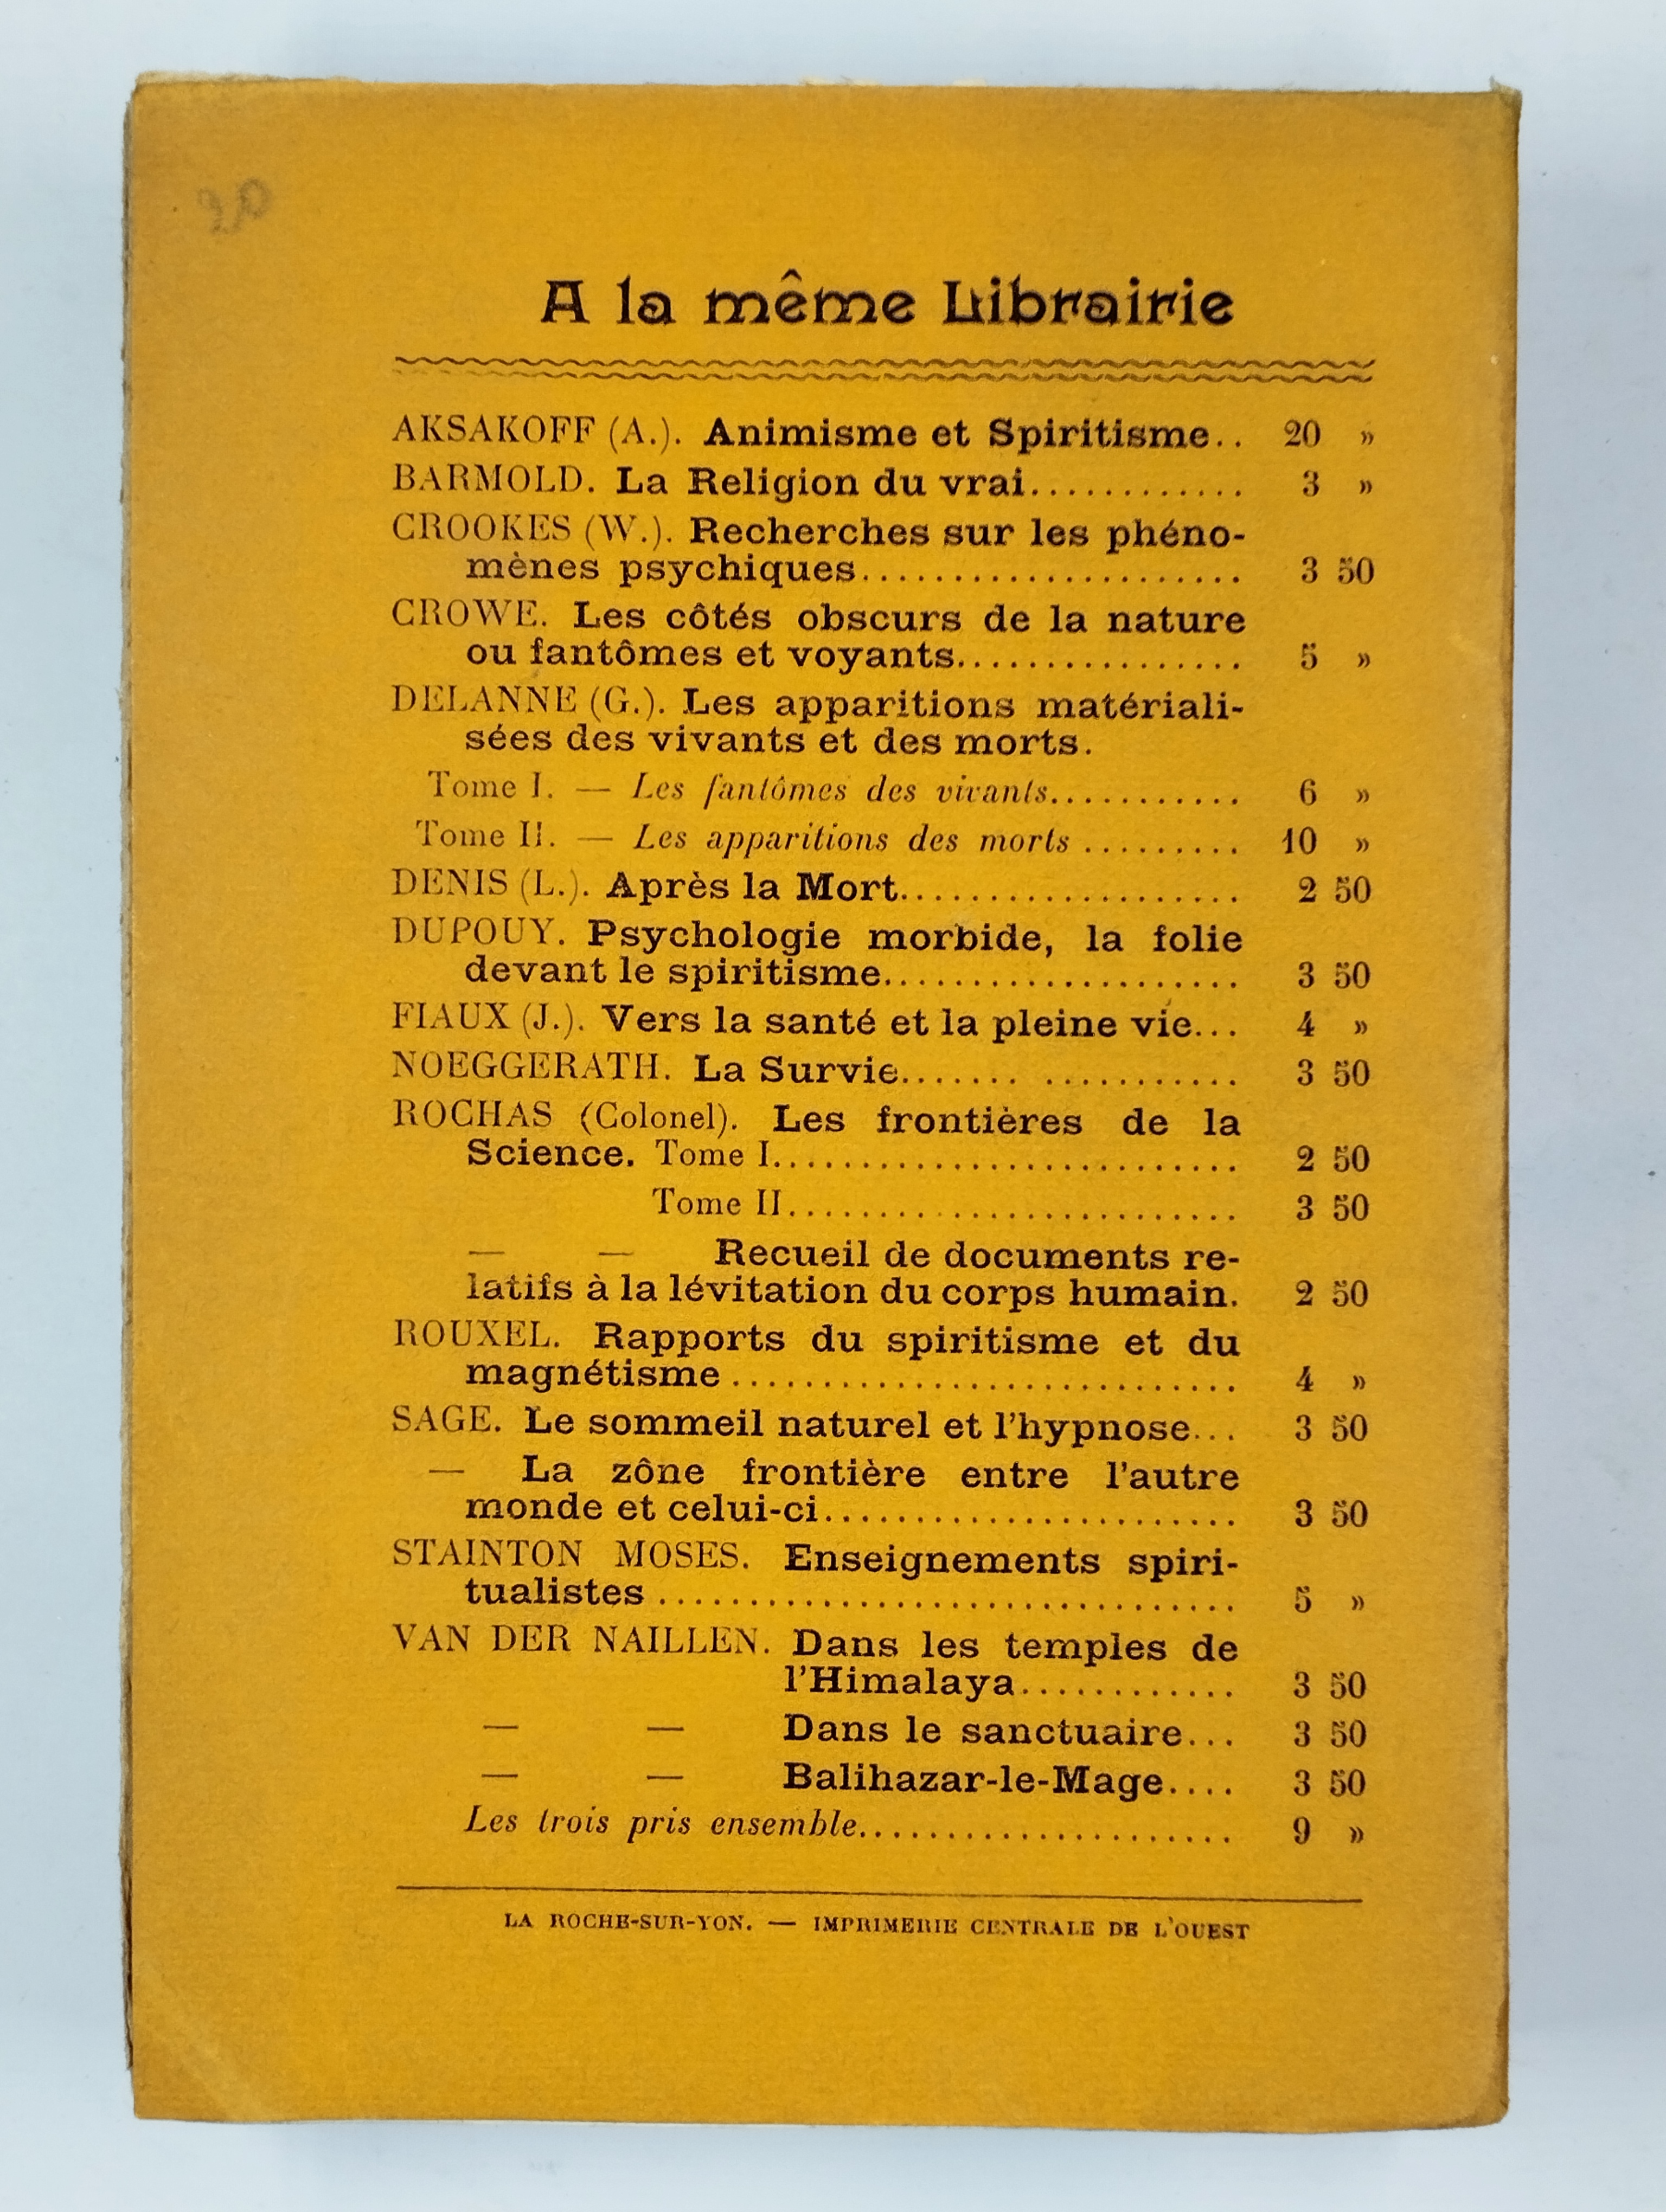 20
A la même Librairie
AKSAKOFF (A.). Animisme et Spiritisme.. 20 »
BARMOLD. La Religion du vrai............ 3 »
CROOKES (W.). Recherches sur les phéno-
mènes psychiques...................... 3 50
CROWE. Les côtés obscurs de la nature
ou fantômes et voyants................. 5 »
DELANNE (G.). Les apparitions matériali-
sées des vivants et des morts.
Tome I. — Les fantômes des vivants........... 6 »
Tome II. — Les apparitions des morts ......... 10 »
DENIS (L.). Après la Mort................... 2 50
DUPOUY. Psychologie morbide, la folie
devant le spiritisme.................... 3 50
FIAUX (J.). Vers la santé et la pleine vie... 4 »
NOEGGERATH. La Survie....... ........... 3 50
ROCHAS (Colonel). Les frontières de la
Science. Tome I........................... 2 50
Tome II.......................... 3 50
— — Recueil de documents re-
latifs à la lévitation du corps humain. 2 50
ROUXEL. Rapports du spiritisme et du
magnétisme ............................ 4 »
SAGE. Le sommeil naturel et l'hypnose... 3 50
— La zône frontière entre l'autre
monde et celui-ci........................ 3 50
STAINTON MOSES. Enseignements spiri-
tualistes ................................. 5 »
VAN DER NAILLEN. Dans les temples de
l'Himalaya............ 3 50
— — Dans le sanctuaire... 3 50
— — Balthazar-le-Mage.... 3 50
Les trois pris ensemble...................... 9 »
LA ROCHE-SUR-YON. — IMPRIMERIE CENTRALE DE L'OUEST